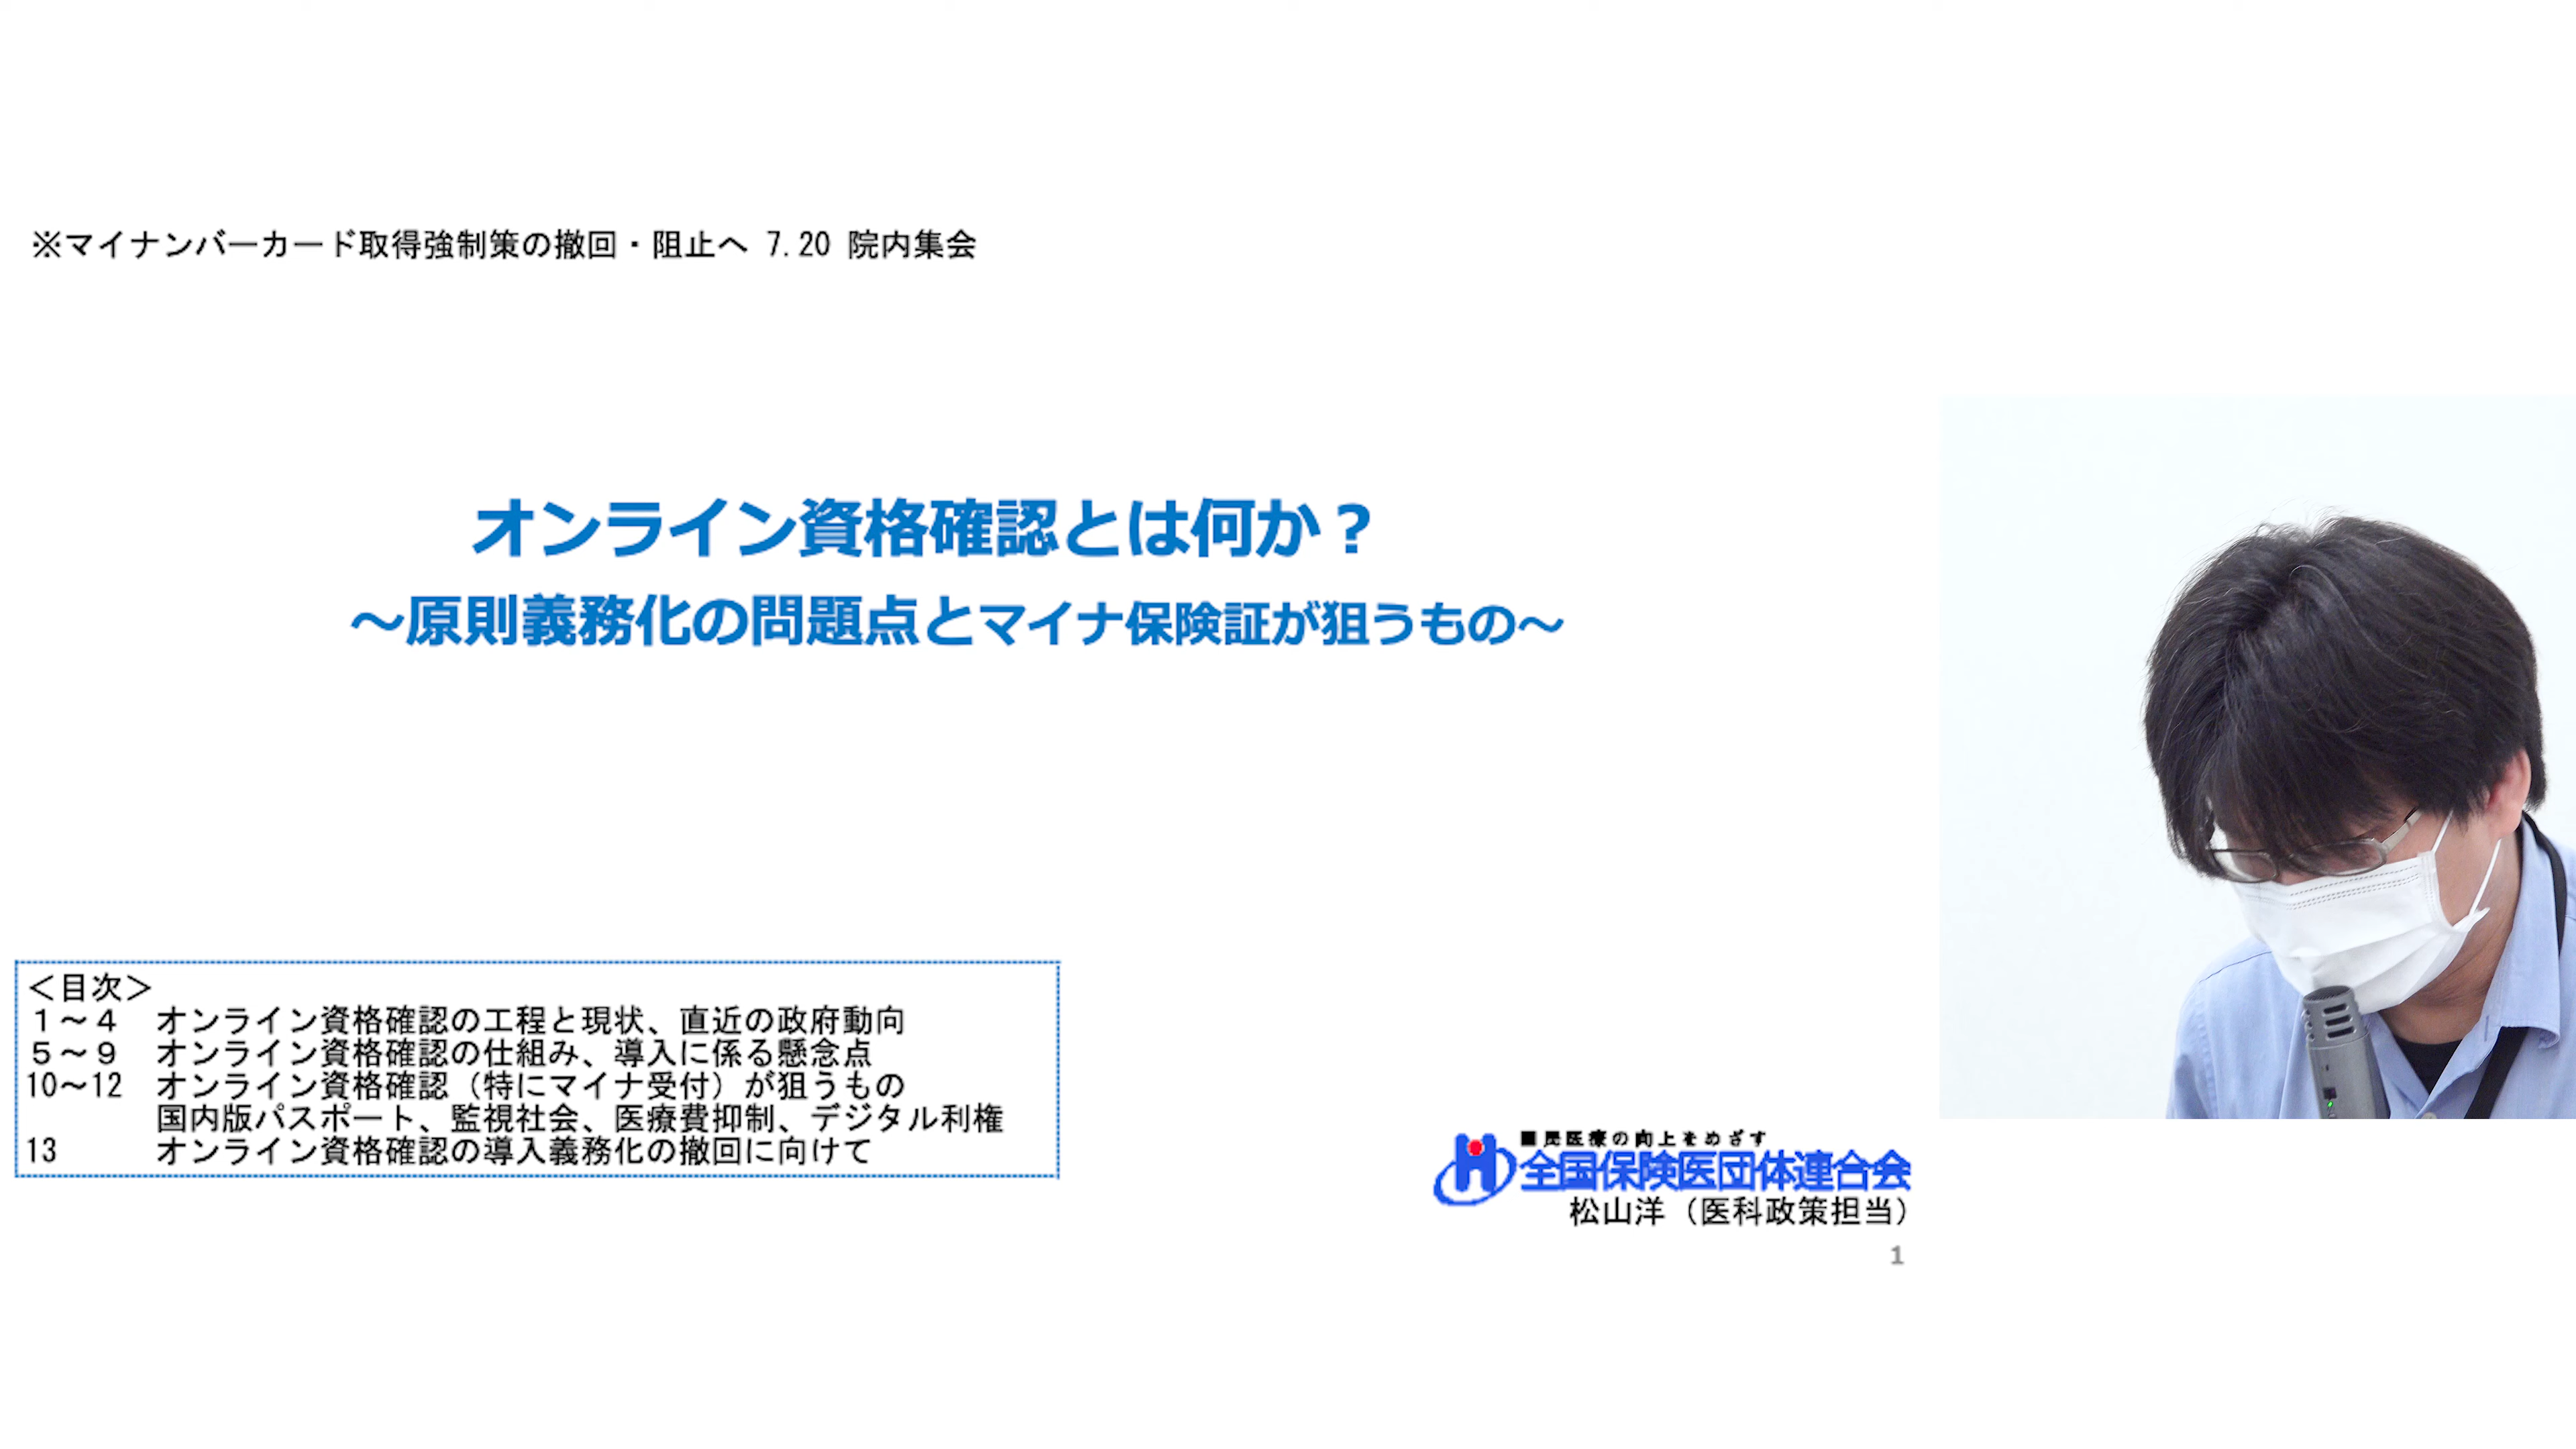 ※マイナンバーカード取得強制策の撤回・阻止へ 7.20 院内集会
オンライン資格確認とは何か？
～原則義務化の問題点とマイナ保険証が狙うもの～
＜目次＞
１～４ オンライン資格確認の工程と現状、直近の政府動向
５～９ オンライン資格確認の仕組み、導入に係る懸念点
10～12 オンライン資格確認（特にマイナ受付）が狙うもの
国内版パスポート、監視社会、医療費抑制、デジタル利権
13 オンライン資格確認の導入義務化の撤回に向けて
民医療の向上をめざす
全国保険医団体連合会
松山洋（医科政策担当）
1